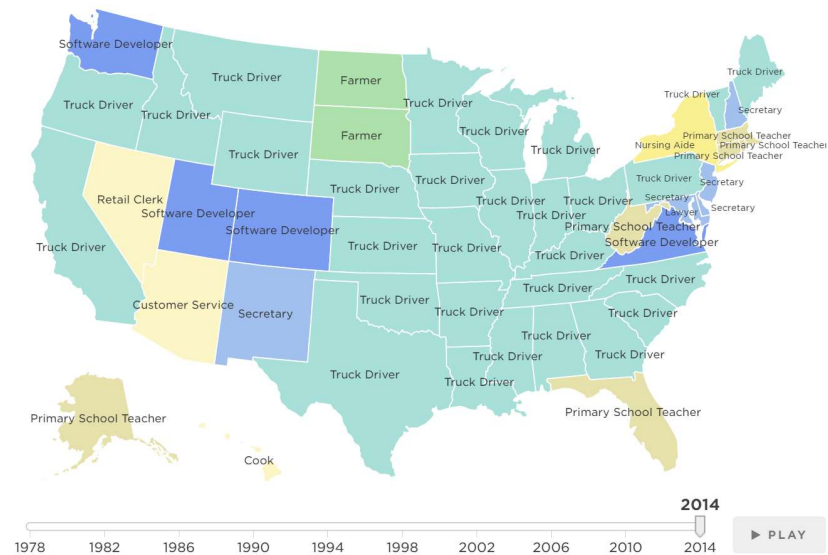 Software Developer
Truck Driver
Truck Driver
Truck Driver
Farmer
Truck Driver
Truck Driver
Truck Driver
Secretary
Farmer
Truck Driver
Truck Driver
Primary School Teacher
Nursing Aide
Primary School Teacher
Primary School Teacher
Truck Driver
Truck Driver
Truck Driver
Truck Driver
Secretary
Retail Clerk
Software Developer
Truck Driver
Truck Driver
Truck Driver
Secretary
Lawyer
Secretary
Software Developer
Truck Driver
Primary School Teacher
Software Developer
Truck Driver
Truck Driver
Truck Driver
Truck Driver
Customer Service
Secretary
Truck Driver
Truck Driver
Truck Driver
Truck Driver
Truck Driver
Truck Driver
Truck Driver
Truck Driver
Truck Driver
Truck Driver
Primary School Teacher
Primary School Teacher
Cook
2014
1978 1982 1986 1990 1994 1998 2002 2006 2010 2014
PLAY